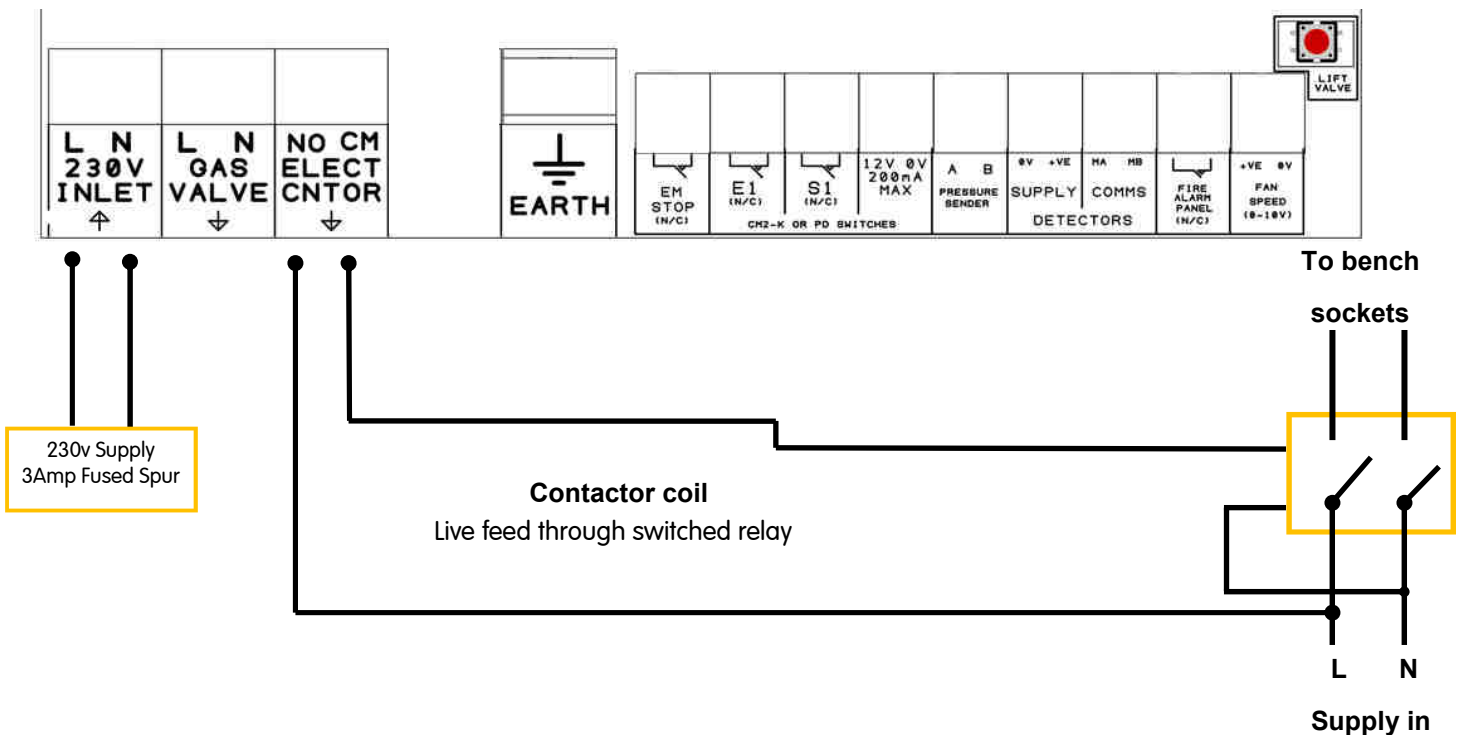 LIFT
VALVE
L N
230V
INLET
L N
GAS
VALVE
NO CM
ELECT
CNTOR
EARTH
EM
STOP
(N/C)
E1
(N/C)
S1
(N/C)
12V 0V
200mA
MAX
CM2-K OR PD SWITCHES
A B
PRESSURE
SENDER
0V +VE
SUPPLY
MA MB
COMMS
DETECTORS
FIRE
ALARM
PANEL
(N/C)
+VE 0V
FAN
SPEED
(0-10V)
To bench
sockets
230v Supply
3Amp Fused Spur
Contactor coil
Live feed through switched relay
L N
Supply in